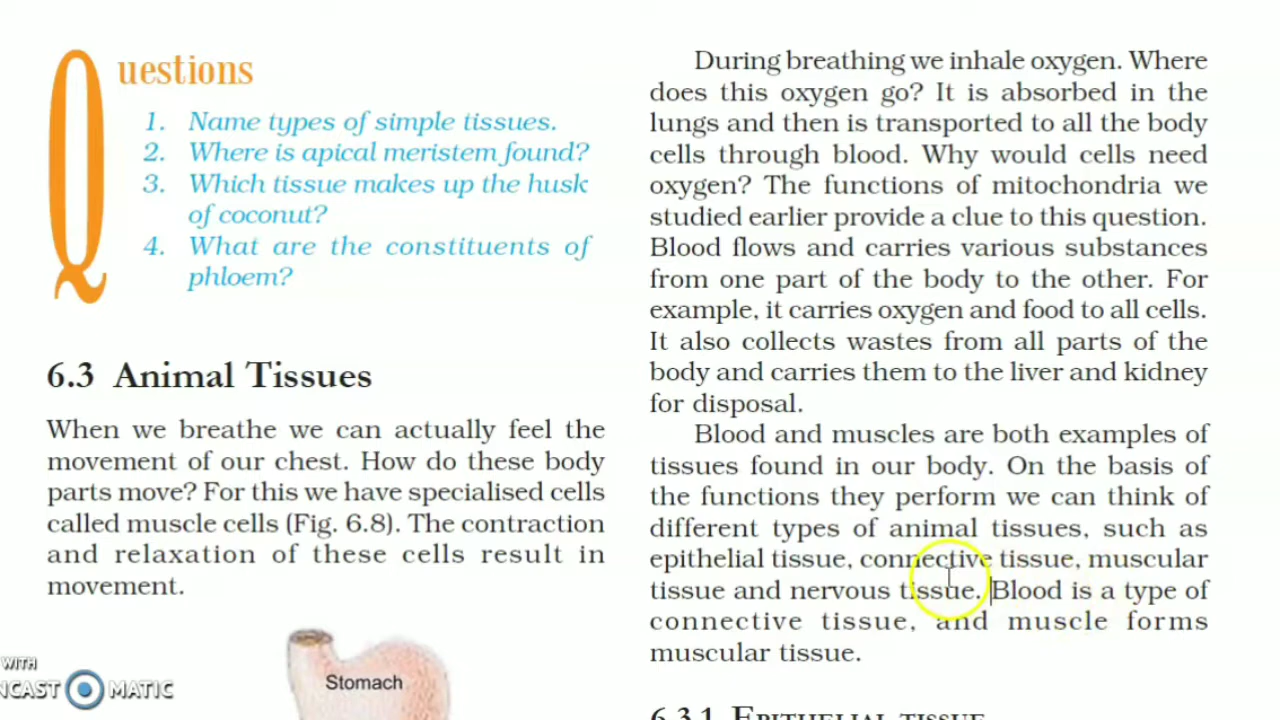 Questions
1. Name types of simple tissues.
2. Where is apical meristem found?
3. Which tissue makes up the husk
of coconut?
4. What are the constituents of
phloem?
6.3 Animal Tissues
When we breathe we can actually feel the
movement of our chest. How do these body
parts move? For this we have specialised cells
called muscle cells (Fig. 6.8). The contraction
and relaxation of these cells result in
movement.
Stomach
During breathing we inhale oxygen. Where
does this oxygen go? It is absorbed in the
lungs and then is transported to all the body
cells through blood. Why would cells need
oxygen? The functions of mitochondria we
studied earlier provide a clue to this question.
Blood flows and carries various substances
from one part of the body to the other. For
example, it carries oxygen and food to all cells.
It also collects wastes from all parts of the
body and carries them to the liver and kidney
for disposal.
Blood and muscles are both examples of
tissues found in our body. On the basis of
the functions they perform we can think of
different types of animal tissues, such as
epithelial tissue, connective tissue, muscular
tissue and nervous tissue. Blood is a type of
connective tissue, and muscle forms
muscular tissue.
6.3.1 EPITHELIAL TISSUE
WITH
NCAST MATIC